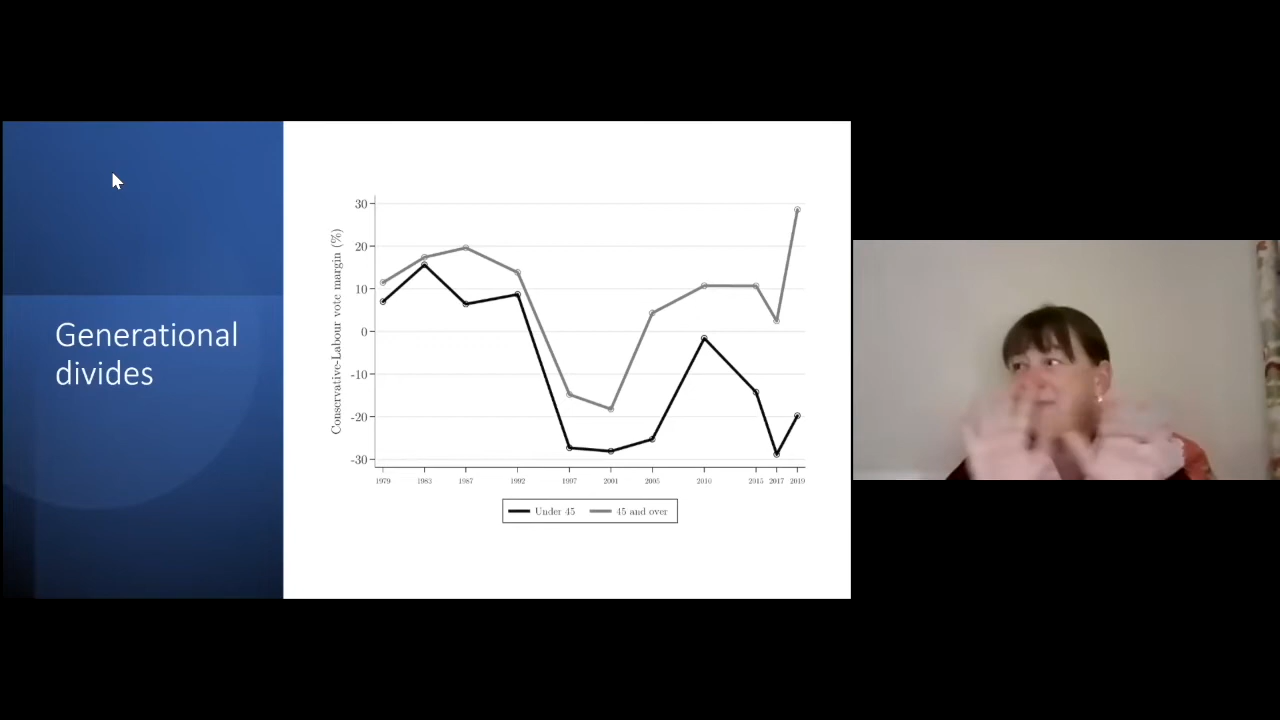 Generational
divides
Conservative-Labour vote margin (%)
30
20
10
0
-10
-20
-30
1979 1983 1987 1992 1997 2001 2005 2010 2015 2017 2019
Under 45 45 and over